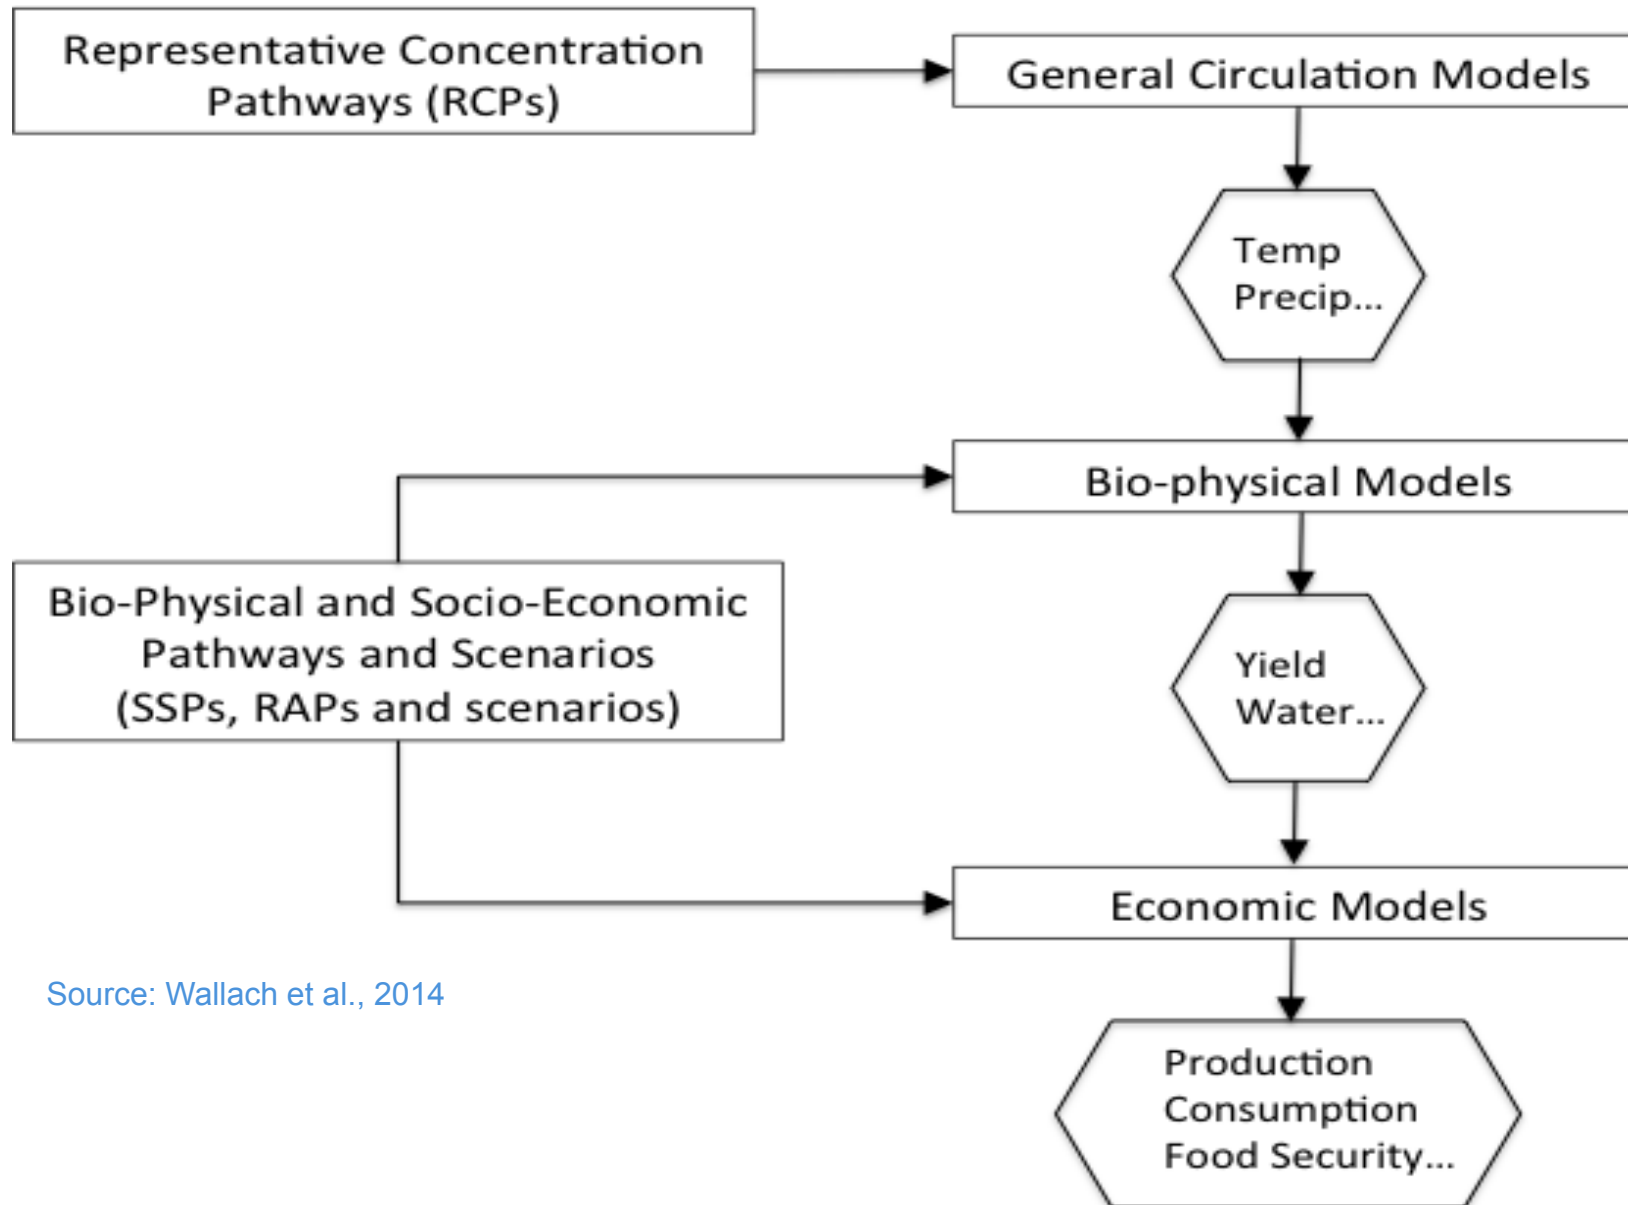 Representative Concentration
Pathways (RCPs)
General Circulation Models
Temp
Precip...
Bio-physical Models
Bio-Physical and Socio-Economic
Pathways and Scenarios
(SSPs, RAPs and scenarios)
Yield
Water...
Economic Models
Source: Wallach et al., 2014
Production
Consumption
Food Security...